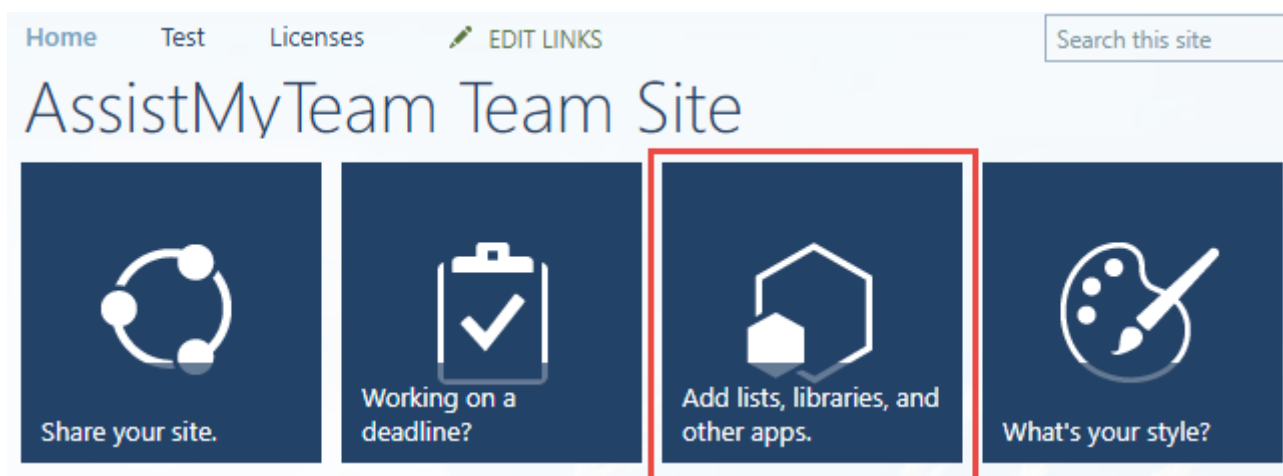 Home Test Licenses EDIT LINKS Search this site
AssistMyTeam Team Site
Share your site.
Working on a
deadline?
Add lists, libraries, and
other apps.
What's your style?